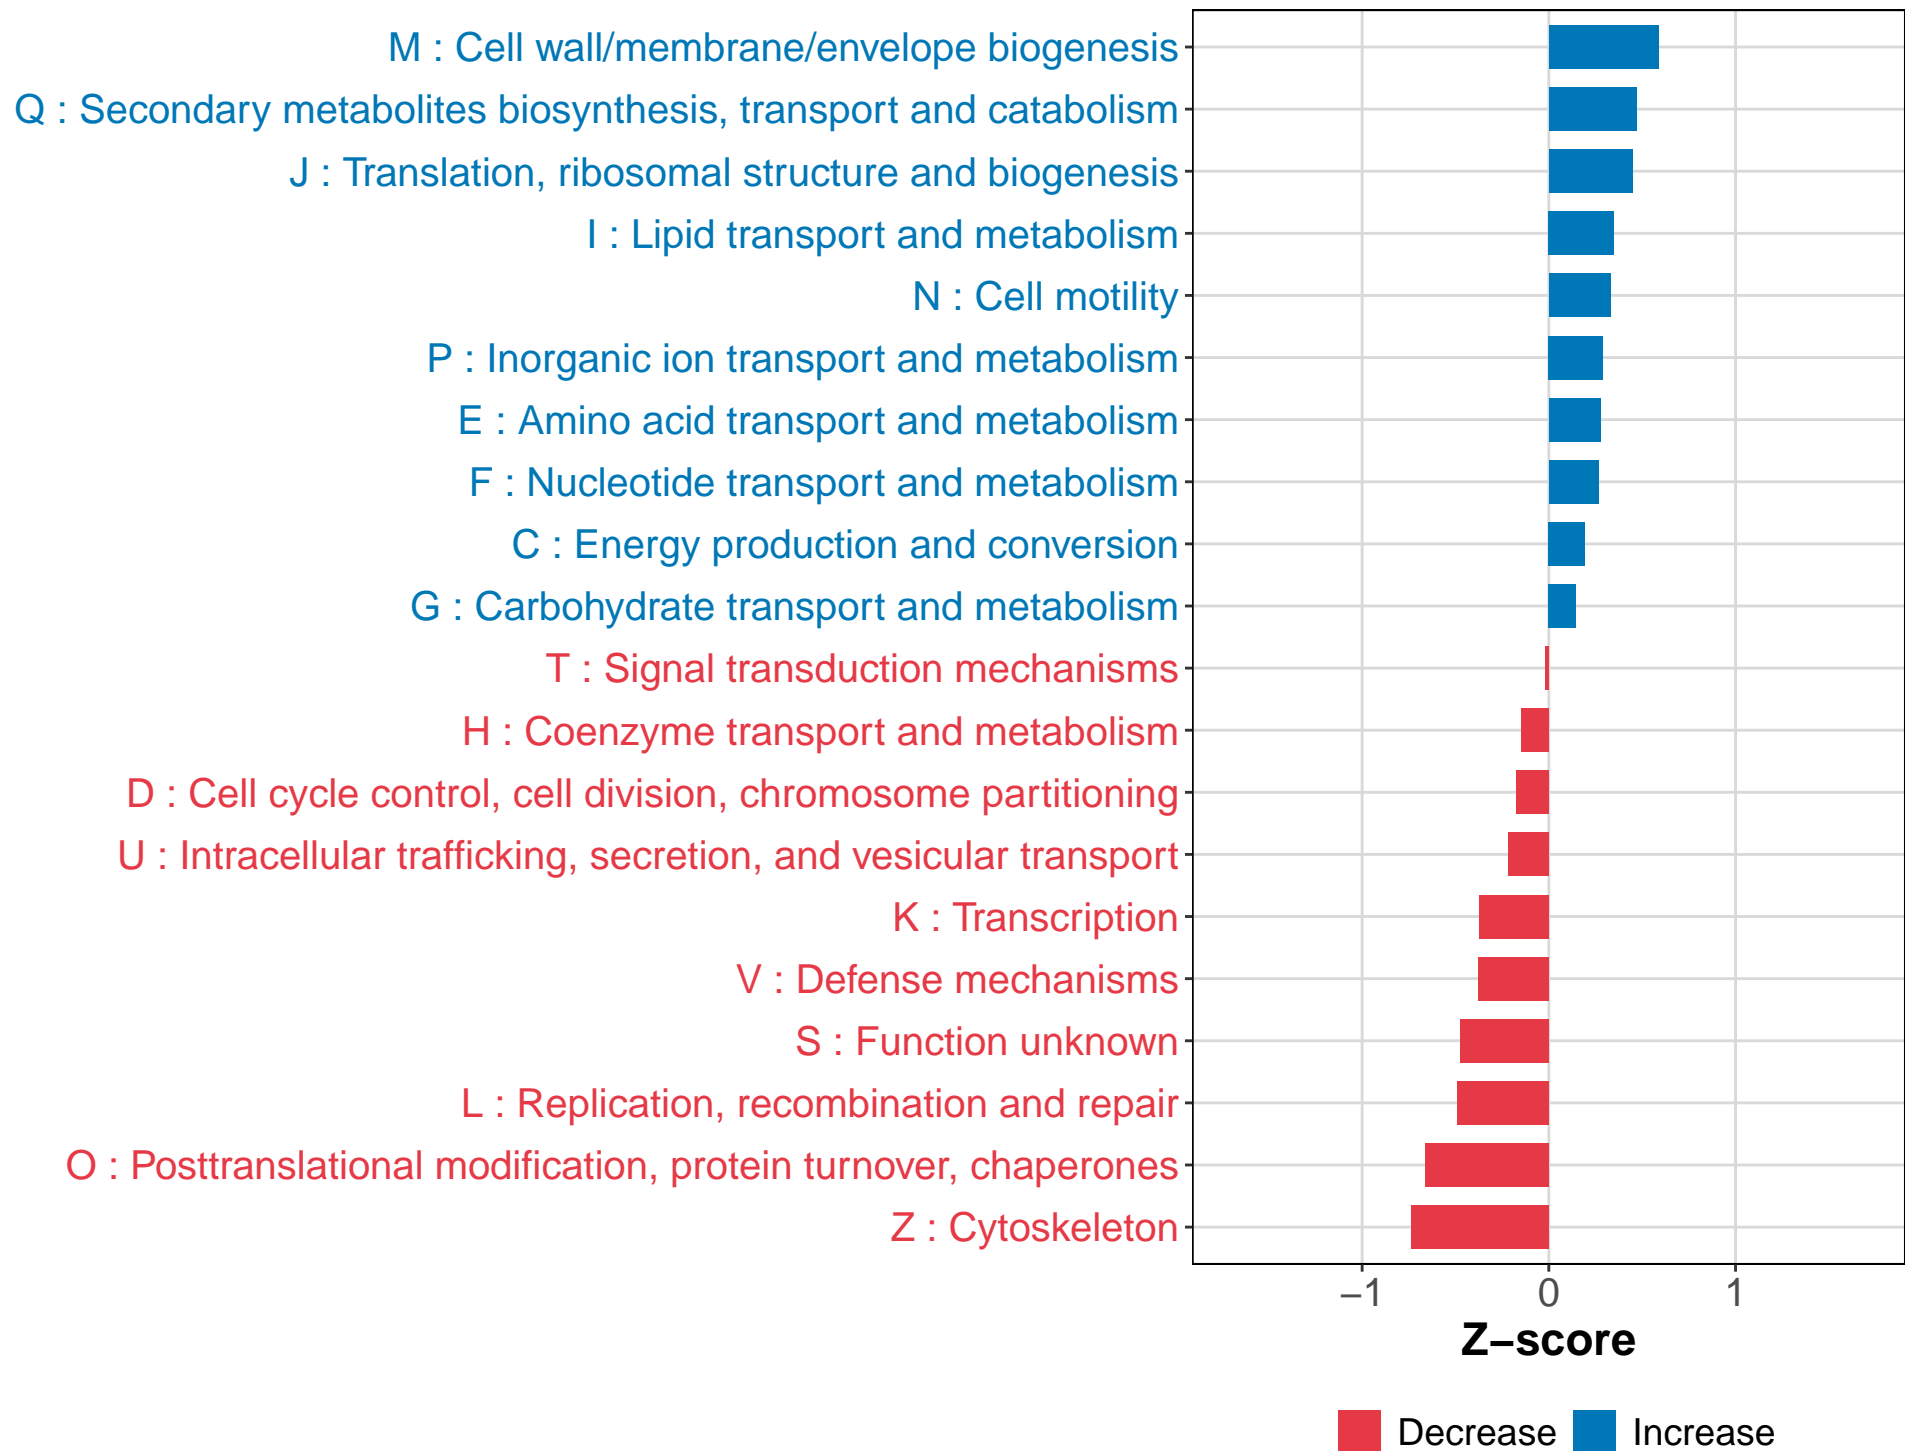 M : Cell wall/membrane/envelope biogenesis
Q : Secondary metabolites biosynthesis, transport and catabolism
J : Translation, ribosomal structure and biogenesis
I : Lipid transport and metabolism
N : Cell motility
P : Inorganic ion transport and metabolism
E : Amino acid transport and metabolism
F : Nucleotide transport and metabolism
C : Energy production and conversion
G : Carbohydrate transport and metabolism
T : Signal transduction mechanisms
H : Coenzyme transport and metabolism
D : Cell cycle control, cell division, chromosome partitioning
U : Intracellular trafficking, secretion, and vesicular transport
K : Transcription
V : Defense mechanisms
S : Function unknown
L : Replication, recombination and repair
O : Posttranslational modification, protein turnover, chaperones
Z : Cytoskeleton
−1 0 1
Z−score
Decrease Increase